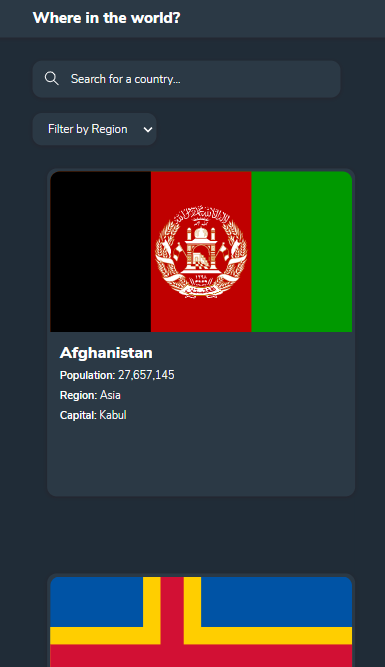 Where in the world?
Search for a country...
Filter by Region
Afghanistan
Population: 27,657,145
Region: Asia
Capital: Kabul